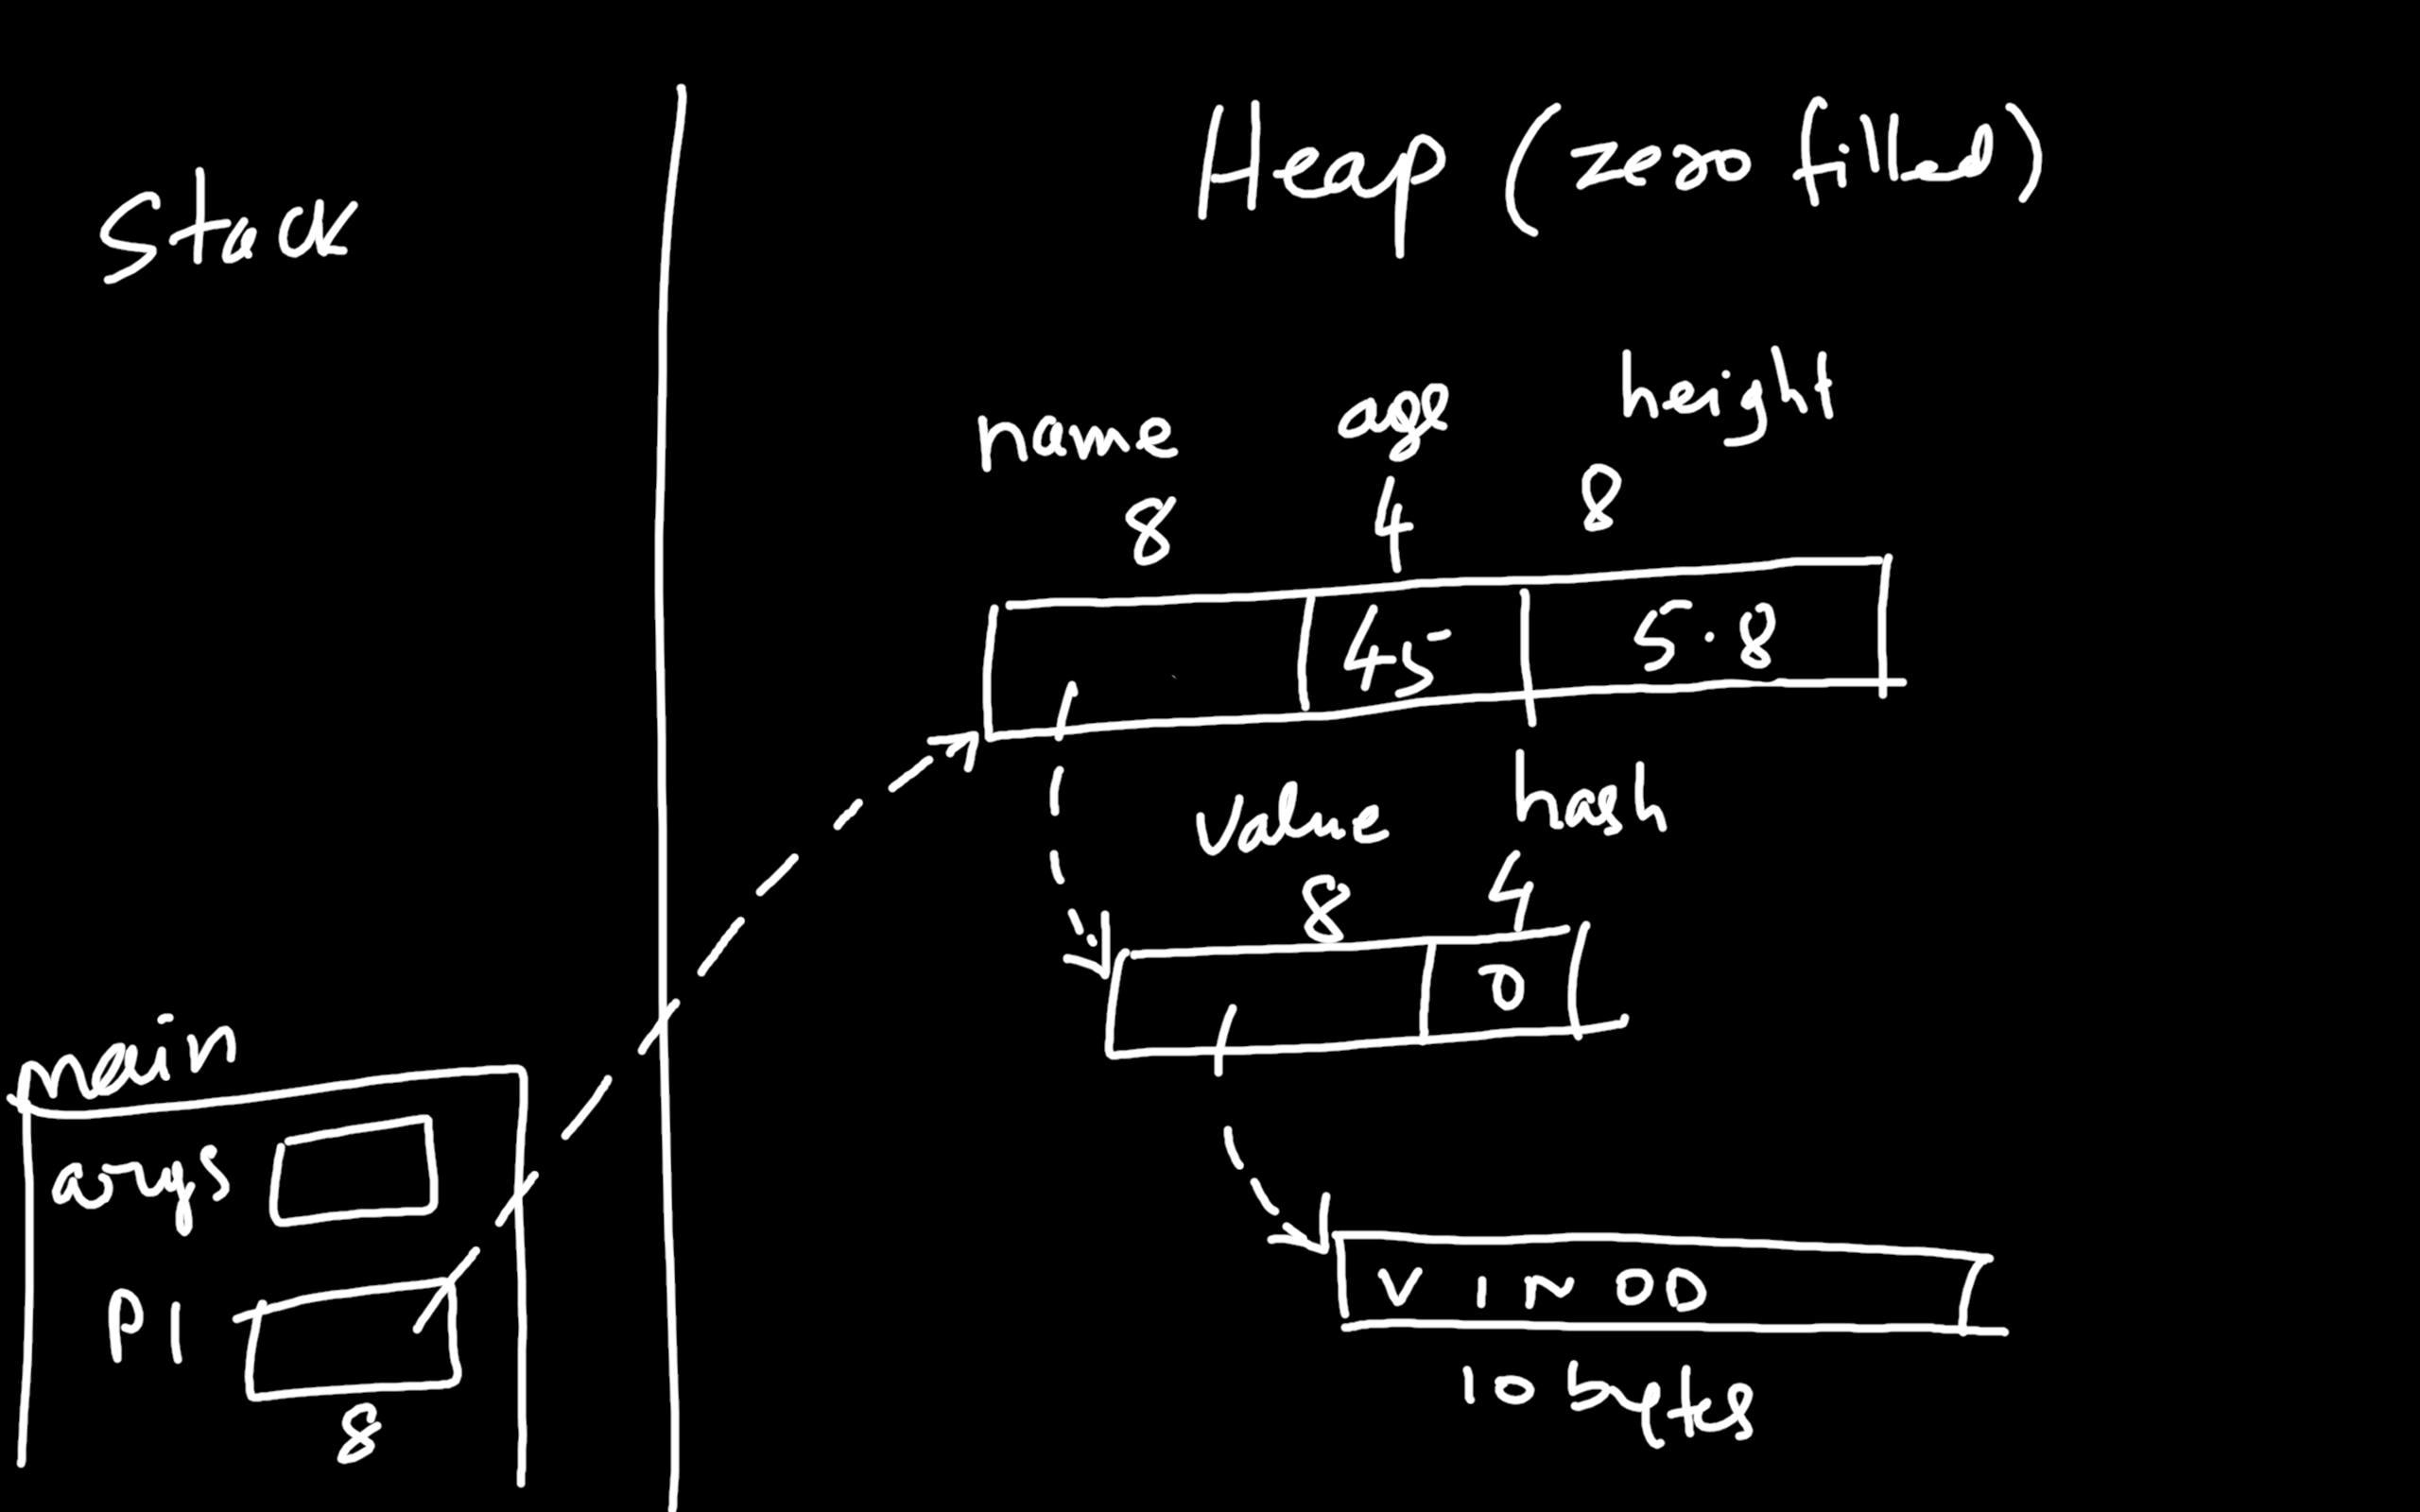 Stack
Heap (zero filled)
name age height
8 4 8
45 5.8
value hash
8 4
0
main
args
P1
8
VINOD
10 bytes